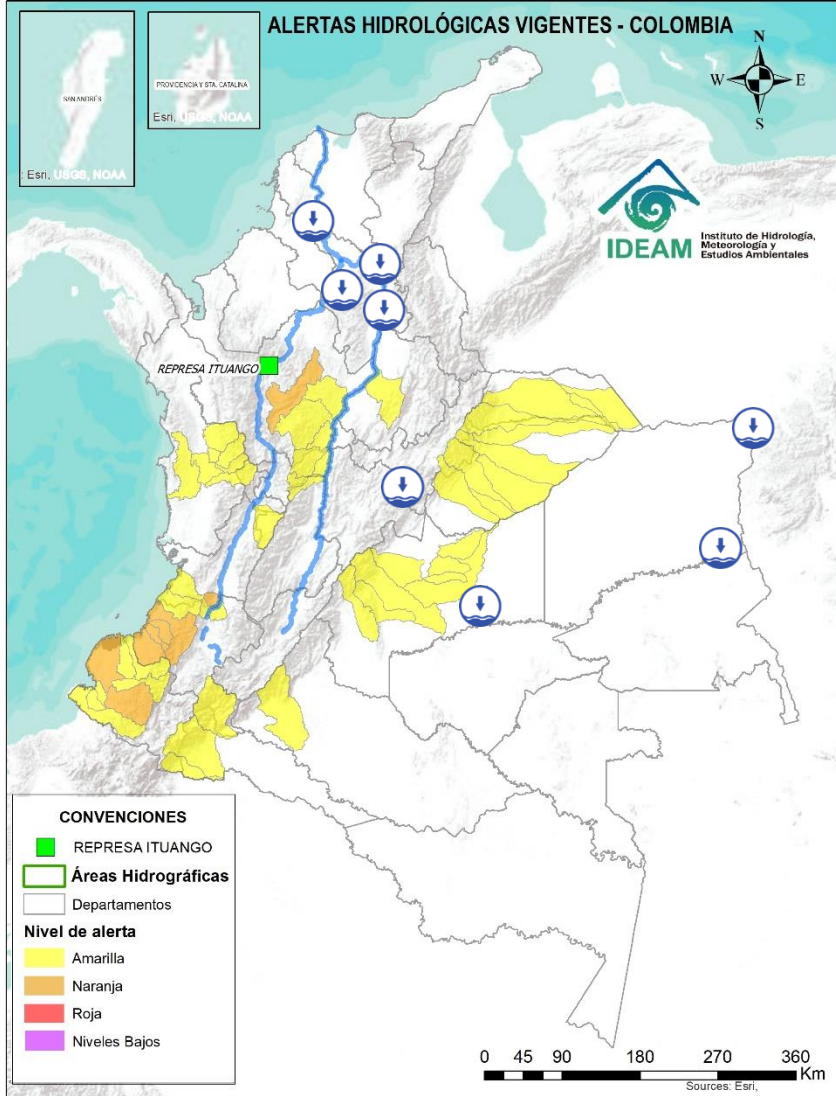 ALERTAS HIDROLÓGICAS VIGENTES - COLOMBIA
SAN ANDRÉS
: Esri, USGS, NOAA
PROVIDENCIA Y STA. CATALINA
Esri, USGS, NOAA
N
W E
S
IDEAM
Instituto de Hidrología,
Meteorología y
Estudios Ambientales
REPRESA ITUANGO
CONVENCIONES
REPRESA ITUANGO
Áreas Hidrográficas
Departamentos
Nivel de alerta
Amarilla
Naranja
Roja
Niveles Bajos
0 45 90 180 270 360
Km
Sources: Esri,